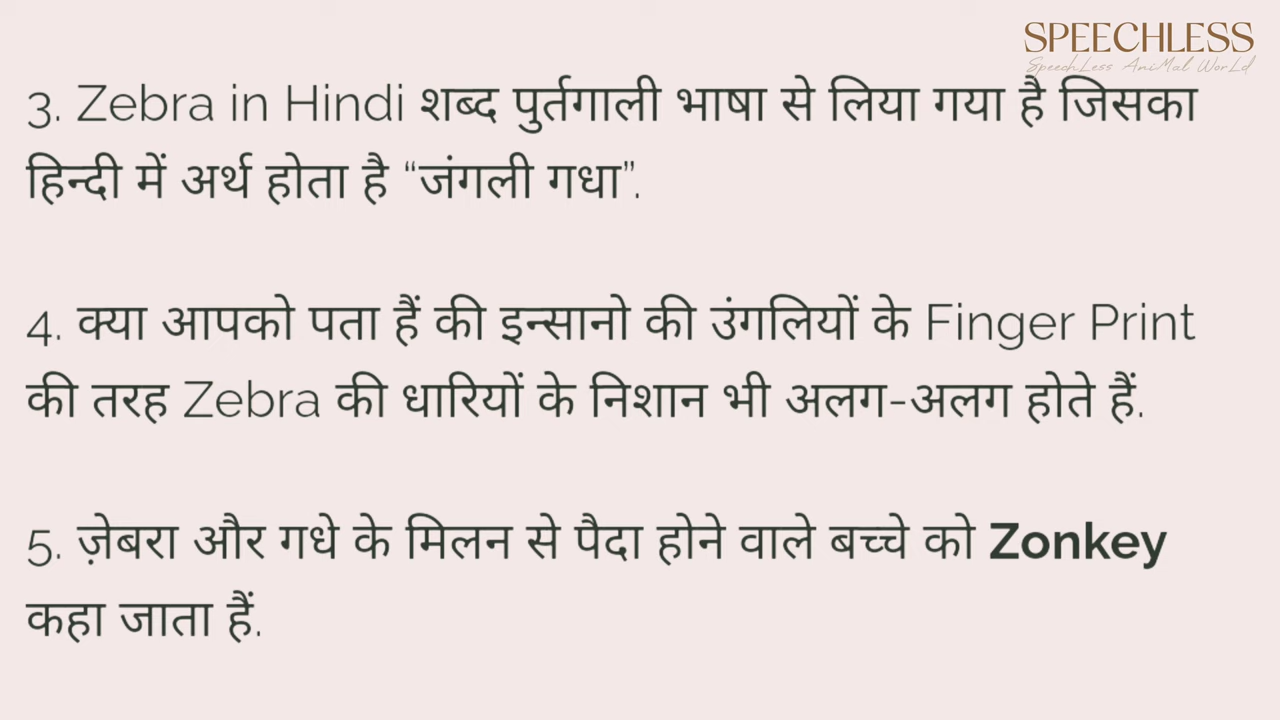 SPEECHLESS
SpeechLess AniMal WorLd
3. Zebra in Hindi शब्द पुर्तगाली भाषा से लिया गया है जिसका
हिन्दी में अर्थ होता है “जंगली गधा”.
4. क्या आपको पता हैं की इन्सानो की उंगलियों के Finger Print
की तरह Zebra की धारियों के निशान भी अलग-अलग होते हैं.
5. ज़ेबरा और गधे के मिलन से पैदा होने वाले बच्चे को Zonkey
कहा जाता हैं.